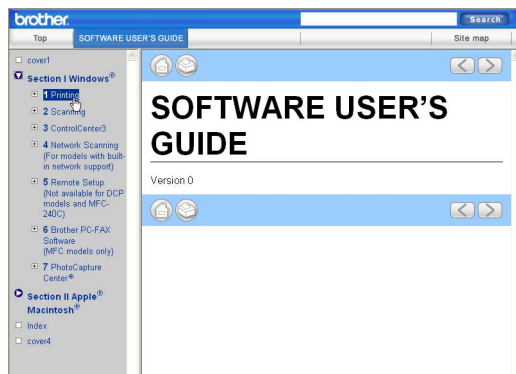 brother.
Search
Top
SOFTWARE USER'S GUIDE
Site map
cover1
Section I Windows®
1 Printing
2 Scanning
3 ControlCenter3
4 Network Scanning
(For models with built-
in network support)
5 Remote Setup
(Not available for DCP
models and MFC-
240C)
6 Brother PC-FAX
Software
(MFC models only)
7 PhotoCapture
Center®
Section II Apple®
Macintosh®
Index
cover4
SOFTWARE USER'S
GUIDE
Version 0